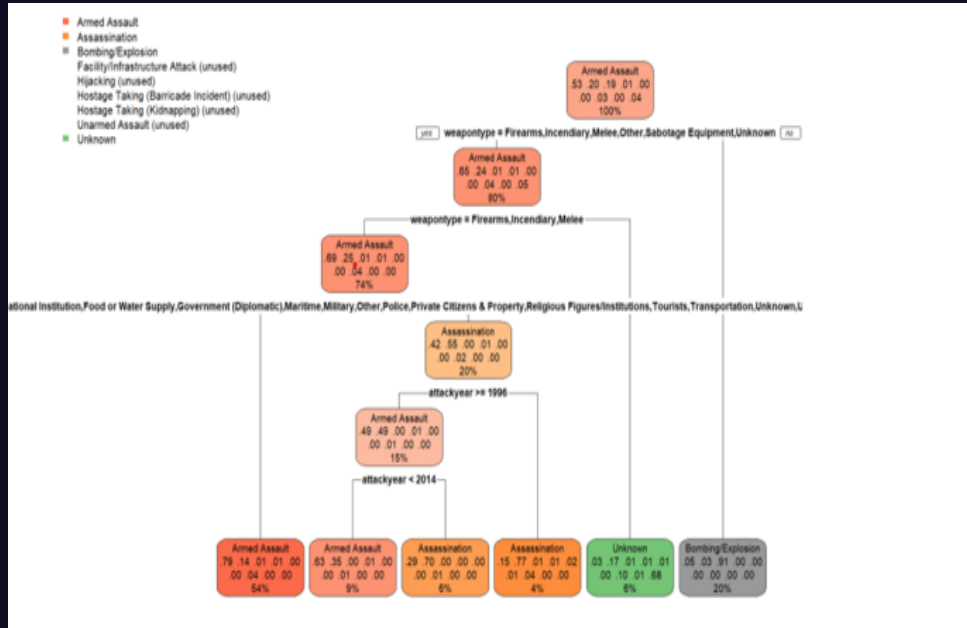 Armed Assault
Assassination
Bombing/Explosion
Facility/Infrastructure Attack (unused)
Hijacking (unused)
Hostage Taking (Barricade Incident) (unused)
Hostage Taking (Kidnapping) (unused)
Unarmed Assault (unused)
Unknown
Armed Assault
.53 .20 .19 .01 .00
.00 .03 .00 .04
100%
yes weapontype = Firearms,Incendiary,Melee,Other,Sabotage Equipment,Unknown no
Armed Assault
.65 .24 .01 .01 .00
.00 .04 .00 .05
80%
weapontype = Firearms,Incendiary,Melee
Armed Assault
.69 .25 .01 .01 .00
.00 .04 .00 .00
74%
ational Institution,Food or Water Supply,Government (Diplomatic),Maritime,Military,Other,Police,Private Citizens & Property,Religious Figures/Institutions,Tourists,Transportation,Unknown,U
Assassination
.42 .55 .00 .01 .00
.00 .02 .00 .00
20%
attackyear >= 1996
Armed Assault
.49 .49 .00 .01 .00
.00 .01 .00 .00
15%
attackyear < 2014
Armed Assault
.79 .14 .01 .01 .00
.00 .04 .00 .00
54%
Armed Assault
.63 .35 .00 .01 .00
.00 .01 .00 .00
9%
Assassination
.29 .70 .00 .00 .00
.00 .01 .00 .00
6%
Assassination
.15 .77 .01 .01 .02
.01 .04 .00 .00
4%
Unknown
.03 .17 .01 .01 .01
.00 .10 .01 .68
6%
Bombing/Explosion
.05 .03 .91 .00 .00
.00 .00 .00 .00
20%